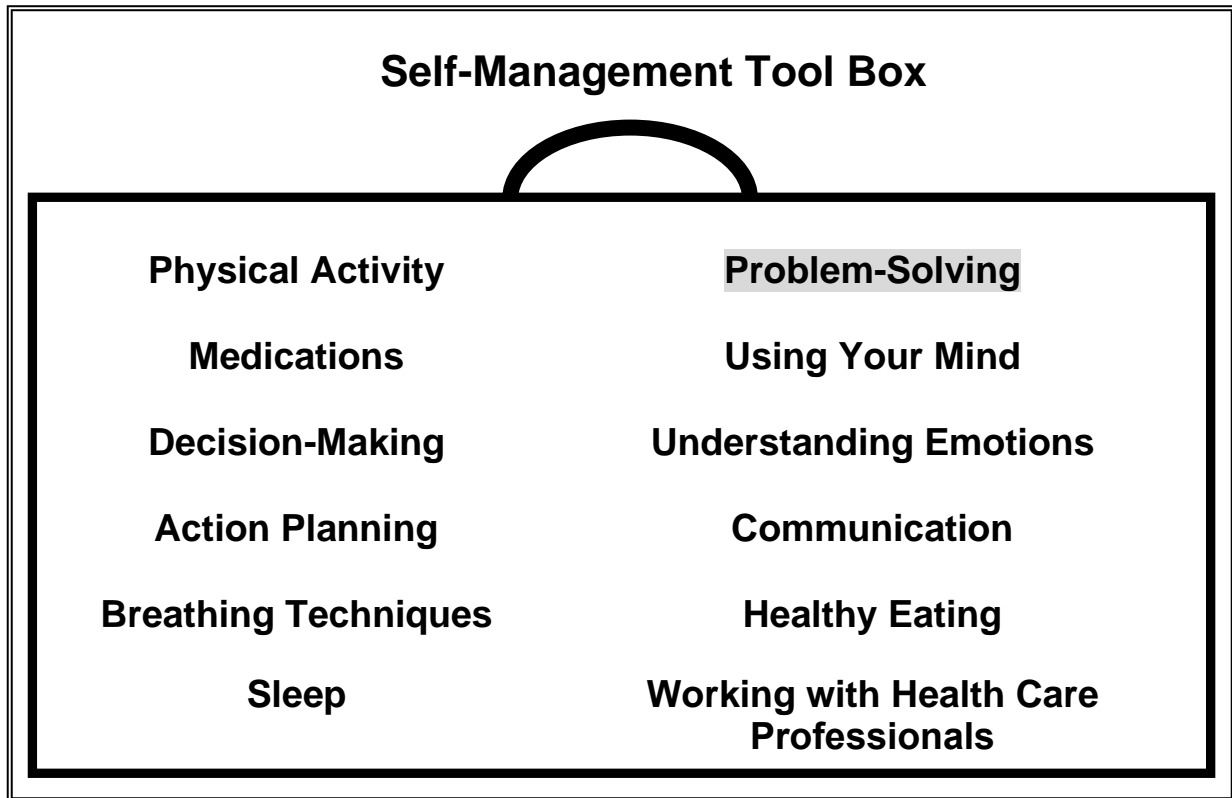 Self-Management Tool Box
Physical Activity
Problem-Solving
Medications
Using Your Mind
Decision-Making
Understanding Emotions
Action Planning
Communication
Breathing Techniques
Healthy Eating
Sleep
Working with Health Care
Professionals